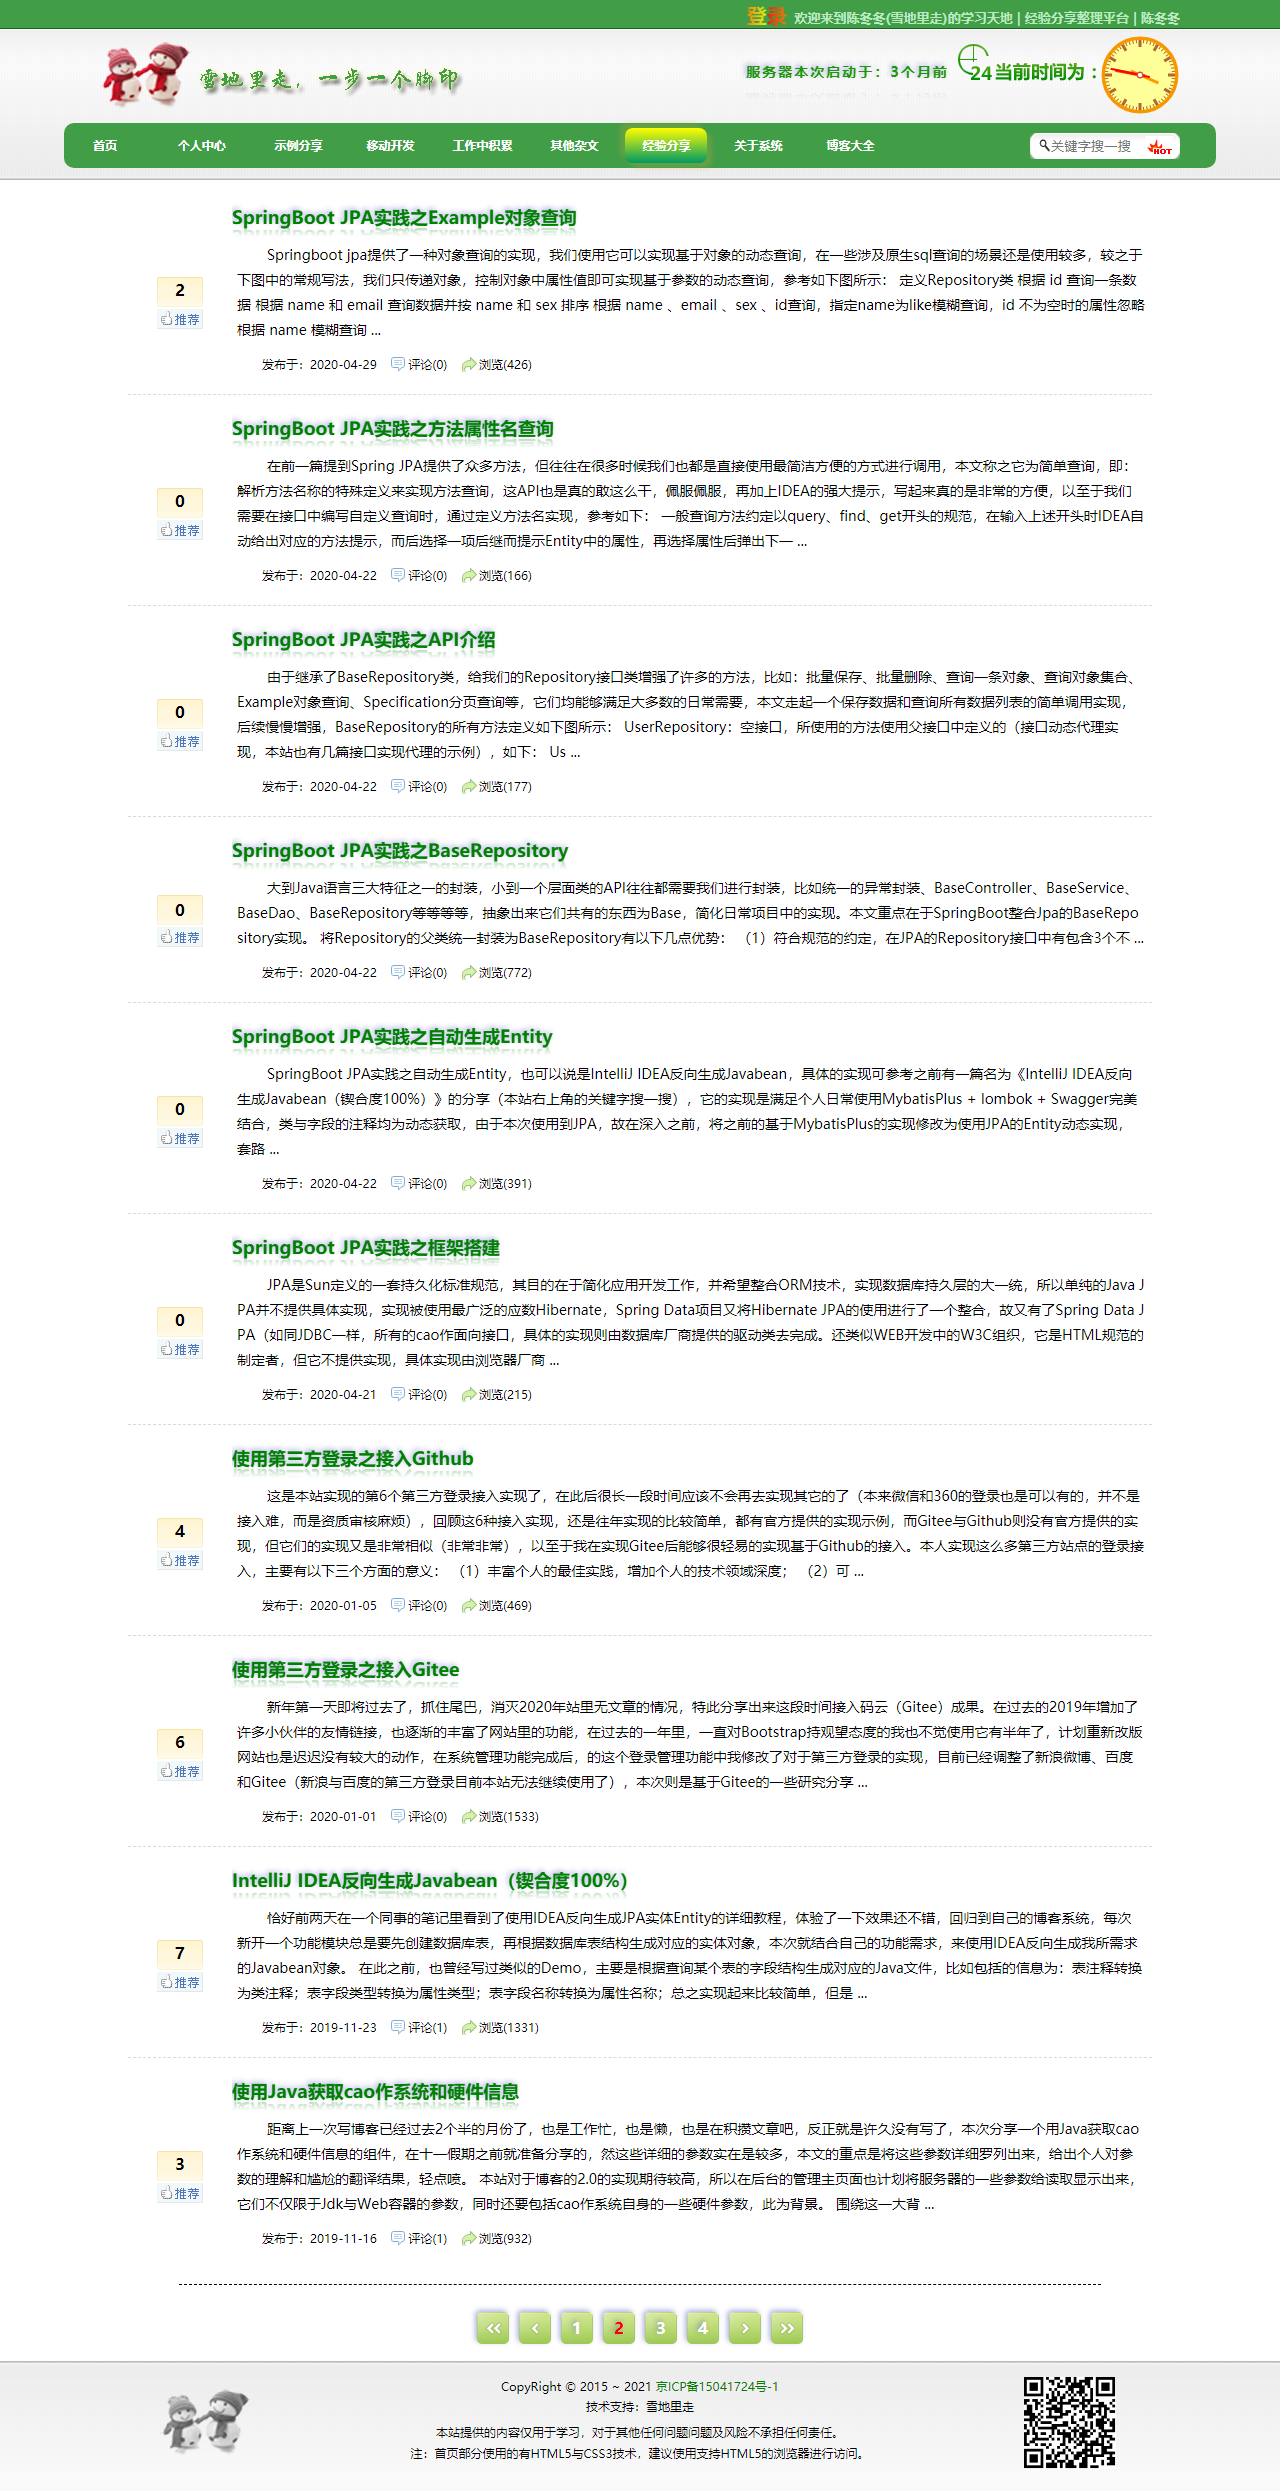 登录 欢迎来到陈冬冬(雪地里走)的学习天地 | 经验分享整理平台 | 陈冬冬
雪地里走，一步一个脚印
服务器本次启动于：3个月前
24 当前时间为：
首页 个人中心 示例分享 移动开发 工作中积累 其他杂文 经验分享 关于系统 博客大全 关键字搜一搜 HOT
SpringBoot JPA实践之Example对象查询
Springboot jpa提供了一种对象查询的实现，我们使用它可以实现基于对象的动态查询，在一些涉及原生sql查询的场景还是使用较多，较之于
下图中的常规写法，我们只传递对象，控制对象中属性值即可实现基于参数的动态查询，参考如下图所示： 定义Repository类 根据 id 查询一条数
据 根据 name 和 email 查询数据并按 name 和 sex 排序 根据 name 、email 、sex 、id查询，指定name为like模糊查询，id 不为空时的属性忽略
根据 name 模糊查询 ...
2
推荐
发布于：2020-04-29 评论(0) 浏览(426)
SpringBoot JPA实践之方法属性名查询
在前一篇提到Spring JPA提供了众多方法，但往往在很多时候我们也都是直接使用最简洁方便的方式进行调用，本文称之它为简单查询，即：
解析方法名称的特殊定义来实现方法查询，这API也是真的敢这么干，佩服佩服，再加上IDEA的强大提示，写起来真的是非常的方便，以至于我们
需要在接口中编写自定义查询时，通过定义方法名实现，参考如下： 一般查询方法约定以query、find、get开头的规范，在输入上述开头时IDEA自
动给出对应的方法提示，而后选择一项后继而提示Entity中的属性，再选择属性后弹出下一 ...
0
推荐
发布于：2020-04-22 评论(0) 浏览(166)
SpringBoot JPA实践之API介绍
由于继承了BaseRepository类，给我们的Repository接口类增强了许多的方法，比如：批量保存、批量删除、查询一条对象、查询对象集合、
Example对象查询、Specification分页查询等，它们均能够满足大多数的日常需要，本文走起一个保存数据和查询所有数据列表的简单调用实现，
后续慢慢增强，BaseRepository的所有方法定义如下图所示： UserRepository：空接口，所使用的方法使用父接口中定义的（接口动态代理实
现，本站也有几篇接口实现代理的示例），如下： Us ...
0
推荐
发布于：2020-04-22 评论(0) 浏览(177)
SpringBoot JPA实践之BaseRepository
大到Java语言三大特征之一的封装，小到一个层面类的API往往都需要我们进行封装，比如统一的异常封装、BaseController、BaseService、
BaseDao、BaseRepository等等等等，抽象出来它们共有的东西为Base，简化日常项目中的实现。本文重点在于SpringBoot整合Jpa的BaseRepo
sitory实现。 将Repository的父类统一封装为BaseRepository有以下几点优势： （1）符合规范的约定，在JPA的Repository接口中有包含3个不 ...
0
推荐
发布于：2020-04-22 评论(0) 浏览(772)
SpringBoot JPA实践之自动生成Entity
SpringBoot JPA实践之自动生成Entity，也可以说是IntelliJ IDEA反向生成Javabean，具体的实现可参考之前有一篇名为《IntelliJ IDEA反向
生成Javabean（锲合度100%）》的分享（本站右上角的关键字搜一搜），它的实现是满足个人日常使用MybatisPlus + lombok + Swagger完美
结合，类与字段的注释均为动态获取，由于本次使用到JPA，故在深入之前，将之前的基于MybatisPlus的实现修改为使用JPA的Entity动态实现，
套路 ...
0
推荐
发布于：2020-04-22 评论(0) 浏览(391)
SpringBoot JPA实践之框架搭建
JPA是Sun定义的一套持久化标准规范，其目的在于简化应用开发工作，并希望整合ORM技术，实现数据库持久层的大一统，所以单纯的Java J
PA并不提供具体实现，实现被使用最广泛的应数Hibernate，Spring Data项目又将Hibernate JPA的使用进行了一个整合，故又有了Spring Data J
PA（如同JDBC一样，所有的cao作面向接口，具体的实现则由数据库厂商提供的驱动类去完成。还类似WEB开发中的W3C组织，它是HTML规范的
制定者，但它不提供实现，具体实现由浏览器厂商 ...
0
推荐
发布于：2020-04-21 评论(0) 浏览(215)
使用第三方登录之接入Github
这是本站实现的第6个第三方登录接入实现了，在此后很长一段时间应该不会再去实现其它的了（本来微信和360的登录也是可以有的，并不是
接入难，而是资质审核麻烦），回顾这6种接入实现，还是往年实现的比较简单，都有官方提供的实现示例，而Gitee与Github则没有官方提供的实
现，但它们的实现又是非常相似（非常非常），以至于我在实现Gitee后能够很轻易的实现基于Github的接入。本人实现这么多第三方站点的登录接
入，主要有以下三个方面的意义： （1）丰富个人的最佳实践，增加个人的技术领域深度； （2）可 ...
4
推荐
发布于：2020-01-05 评论(0) 浏览(469)
使用第三方登录之接入Gitee
新年第一天即将过去了，抓住尾巴，消灭2020年站里无文章的情况，特此分享出来这段时间接入码云（Gitee）成果。在过去的2019年增加了
许多小伙伴的友情链接，也逐渐的丰富了网站里的功能，在过去的一年里，一直对Bootstrap持观望态度的我也不觉使用它有半年了，计划重新改版
网站也是迟迟没有较大的动作，在系统管理功能完成后，的这个登录管理功能中我修改了对于第三方登录的实现，目前已经调整了新浪微博、百度
和Gitee（新浪与百度的第三方登录目前本站无法继续使用了），本次则是基于Gitee的一些研究分享 ...
6
推荐
发布于：2020-01-01 评论(0) 浏览(1533)
IntelliJ IDEA反向生成Javabean（锲合度100%）
恰好前两天在一个同事的笔记里看到了使用IDEA反向生成JPA实体Entity的详细教程，体验了一下效果还不错，回归到自己的博客系统，每次
新开一个功能模块总是要先创建数据库表，再根据数据库表结构生成对应的实体对象，本次就结合自己的功能需求，来使用IDEA反向生成我所需求
的Javabean对象。 在此之前，也曾经写过类似的Demo，主要是根据查询某个表的字段结构生成对应的Java文件，比如包括的信息为：表注释转换
为类注释；表字段类型转换为属性类型；表字段名称转换为属性名称；总之实现起来比较简单，但是 ...
7
推荐
发布于：2019-11-23 评论(1) 浏览(1331)
使用Java获取cao作系统和硬件信息
距离上一次写博客已经过去2个半的月份了，也是工作忙，也是懒，也是在积攒文章吧，反正就是许久没有写了，本次分享一个用Java获取cao
作系统和硬件信息的组件，在十一假期之前就准备分享的，然这些详细的参数实在是较多，本文的重点是将这些参数详细罗列出来，给出个人对参
数的理解和尴尬的翻译结果，轻点喷。 本站对于博客的2.0的实现期待较高，所以在后台的管理主页面也计划将服务器的一些参数给读取显示出来，
它们不仅限于Jdk与Web容器的参数，同时还要包括cao作系统自身的一些硬件参数，此为背景。 围绕这一大背 ...
3
推荐
发布于：2019-11-16 评论(1) 浏览(932)
<< < 1 2 3 4 > >>
CopyRight © 2015 ~ 2021 京ICP备15041724号-1
技术支持：雪地里走
本站提供的内容仅用于学习，对于其他任何问题问题及风险不承担任何责任。
注：首页部分使用的有HTML5与CSS3技术，建议使用支持HTML5的浏览器进行访问。